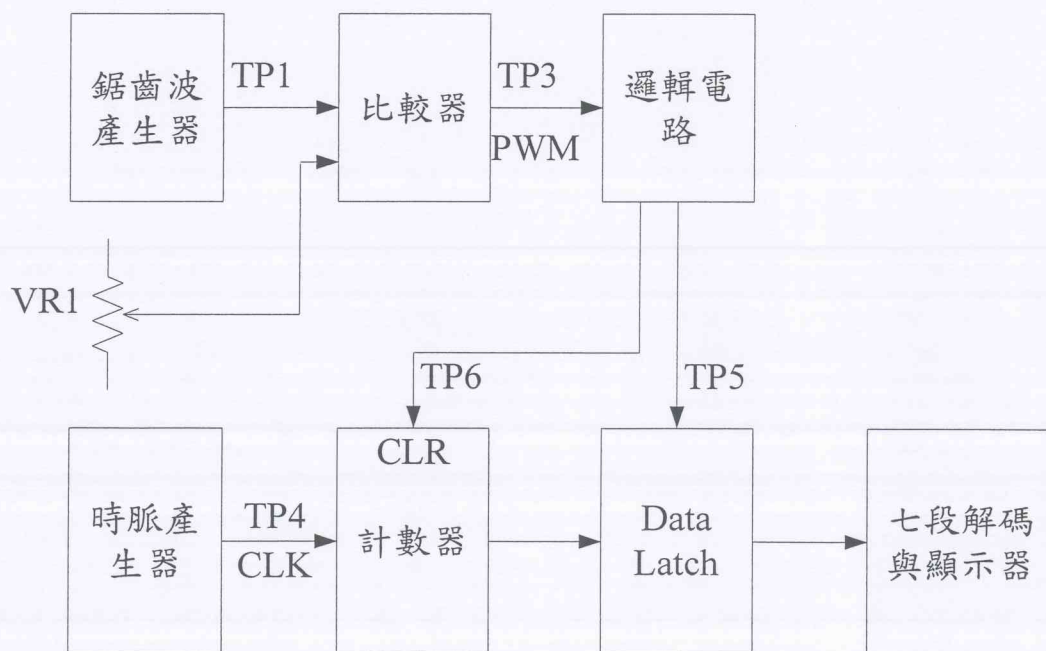 鋸齒波
產生器
TP1
比較器
TP3
PWM
邏輯電
路
VR1
TP6
TP5
時脈產
生器
TP4
CLK
CLR
計數器
Data
Latch
七段解碼
與顯示器